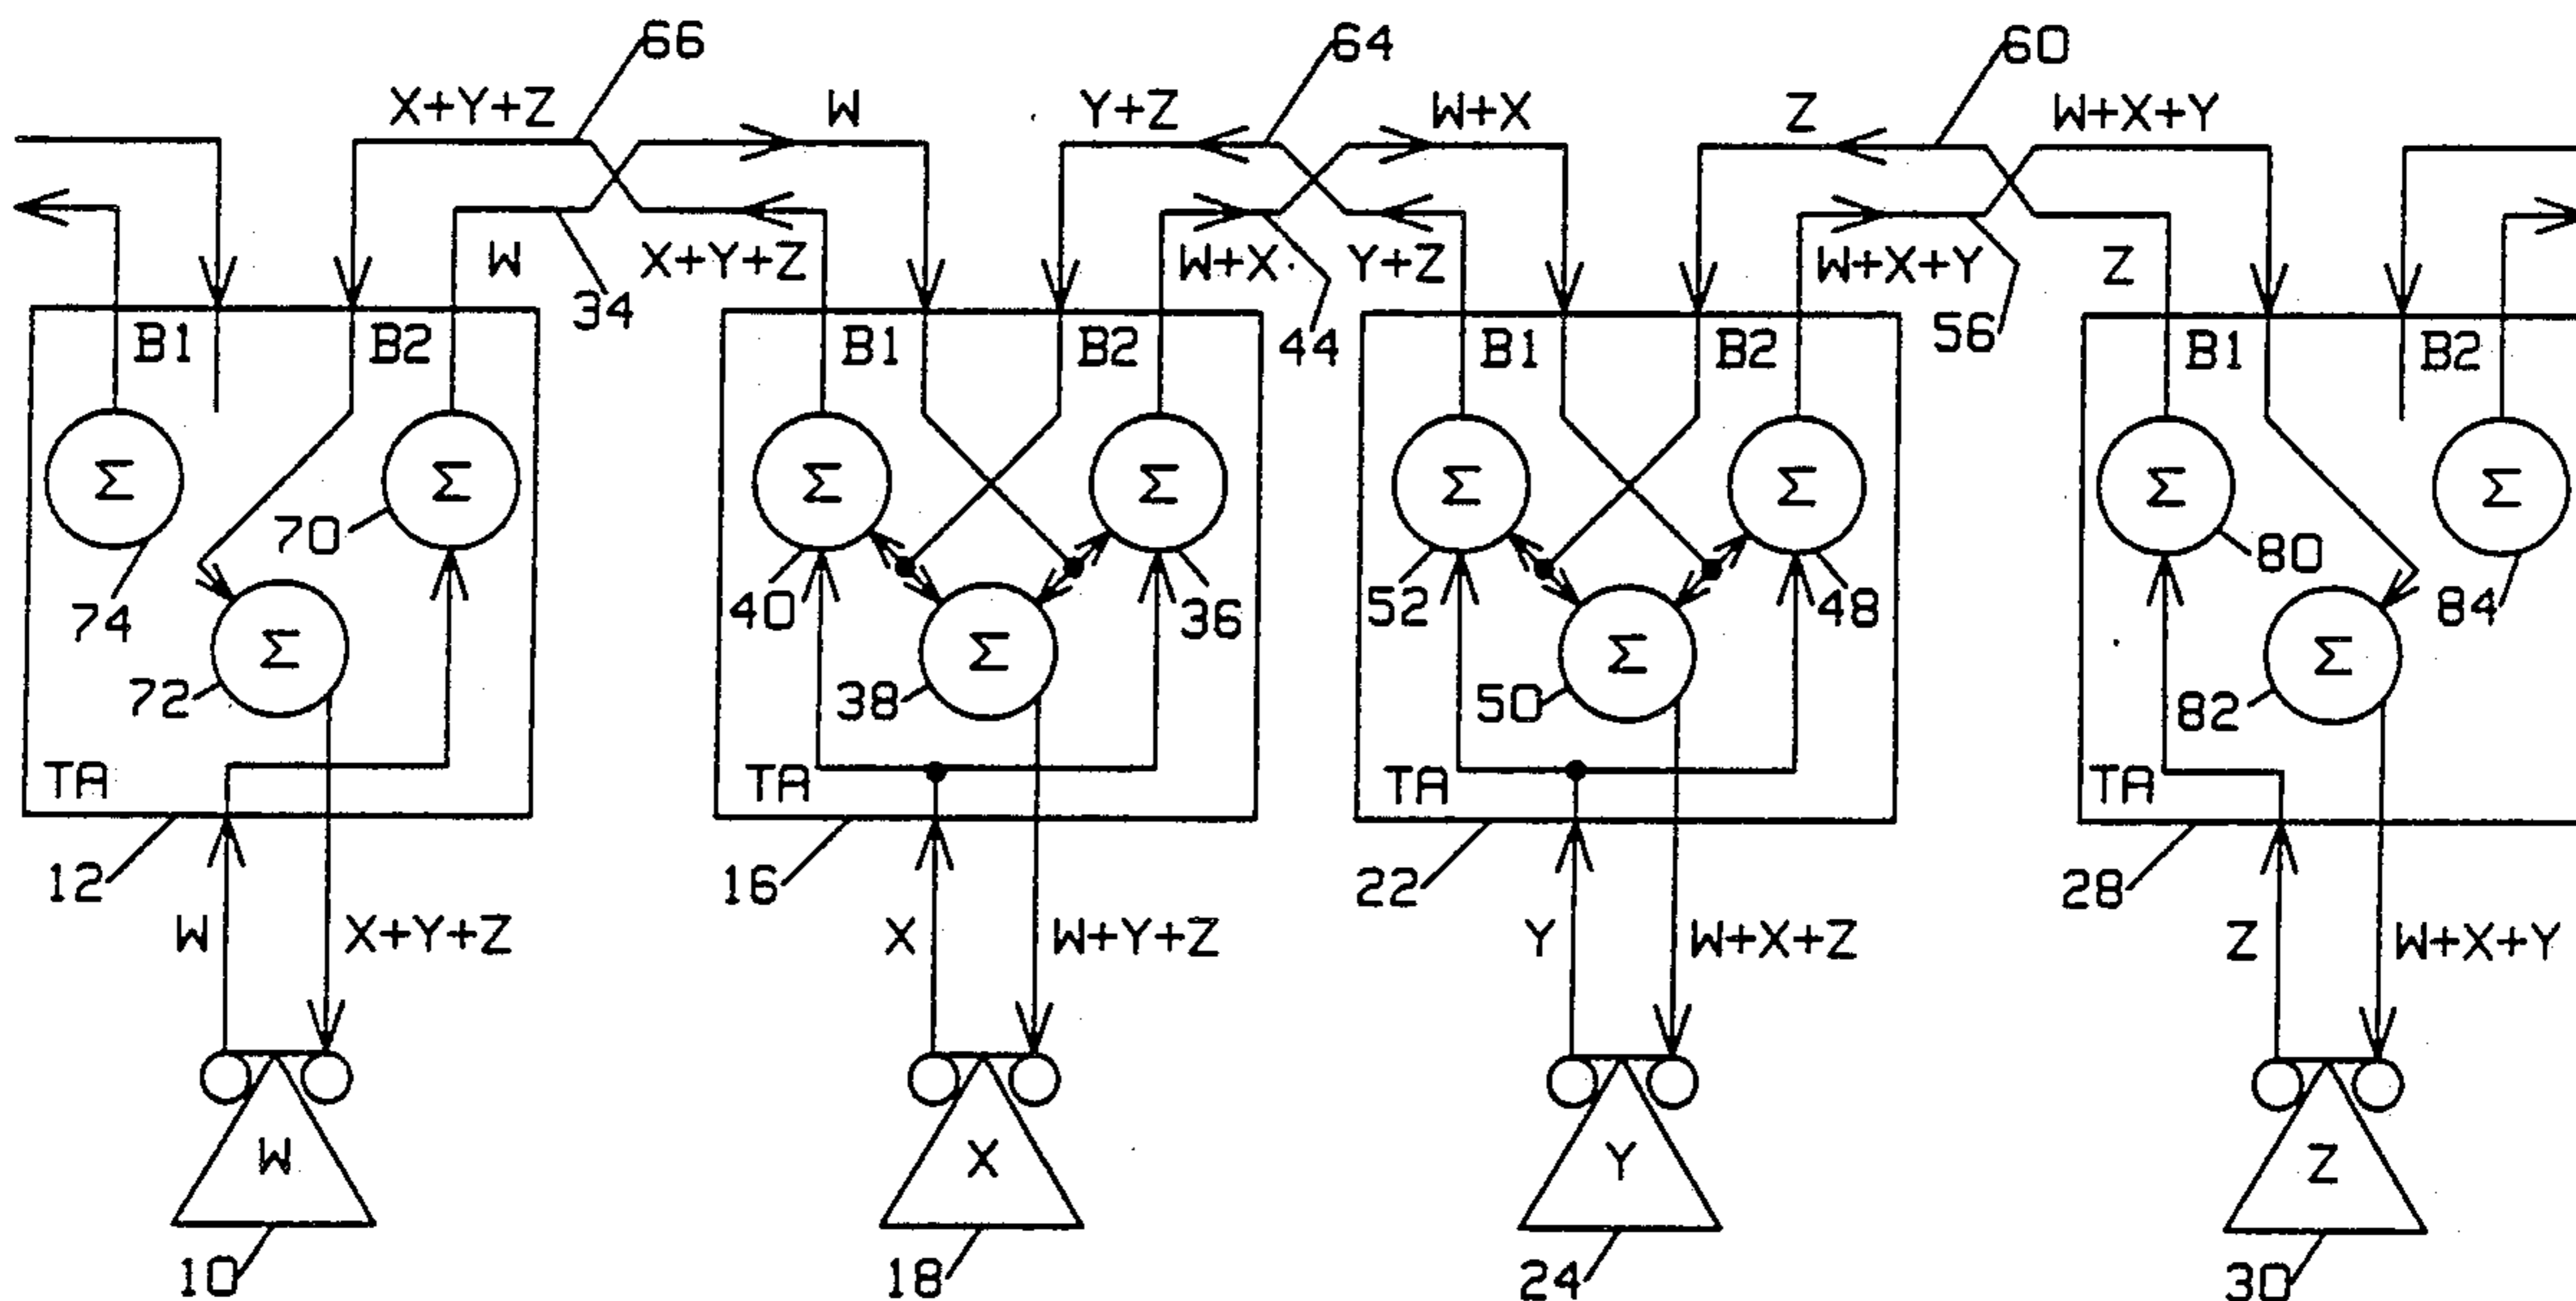 66 64 60
X+Y+Z W Y+Z W+X Z W+X+Y
W X+Y+Z W+X Y+Z W+X+Y Z
34 44 56
B1 B2 B1 B2 B1 B2 B1 B2
Σ Σ Σ Σ Σ Σ Σ Σ
70 80
74 40 36 52 48 84
Σ Σ Σ Σ
72 38 50 82
TA TA TA TA
12 16 22 28
W X+Y+Z X W+Y+Z Y W+X+Z Z W+X+Y
W X Y Z
10 18 24 30